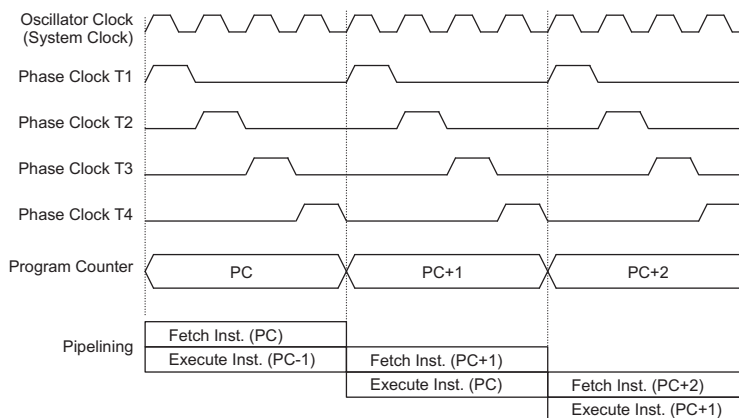 Oscillator Clock
(System Clock)
Phase Clock T1
Phase Clock T2
Phase Clock T3
Phase Clock T4
Program Counter
PC
PC+1
PC+2
Pipelining
Fetch Inst. (PC)
Execute Inst. (PC-1)
Fetch Inst. (PC+1)
Execute Inst. (PC)
Fetch Inst. (PC+2)
Execute Inst. (PC+1)